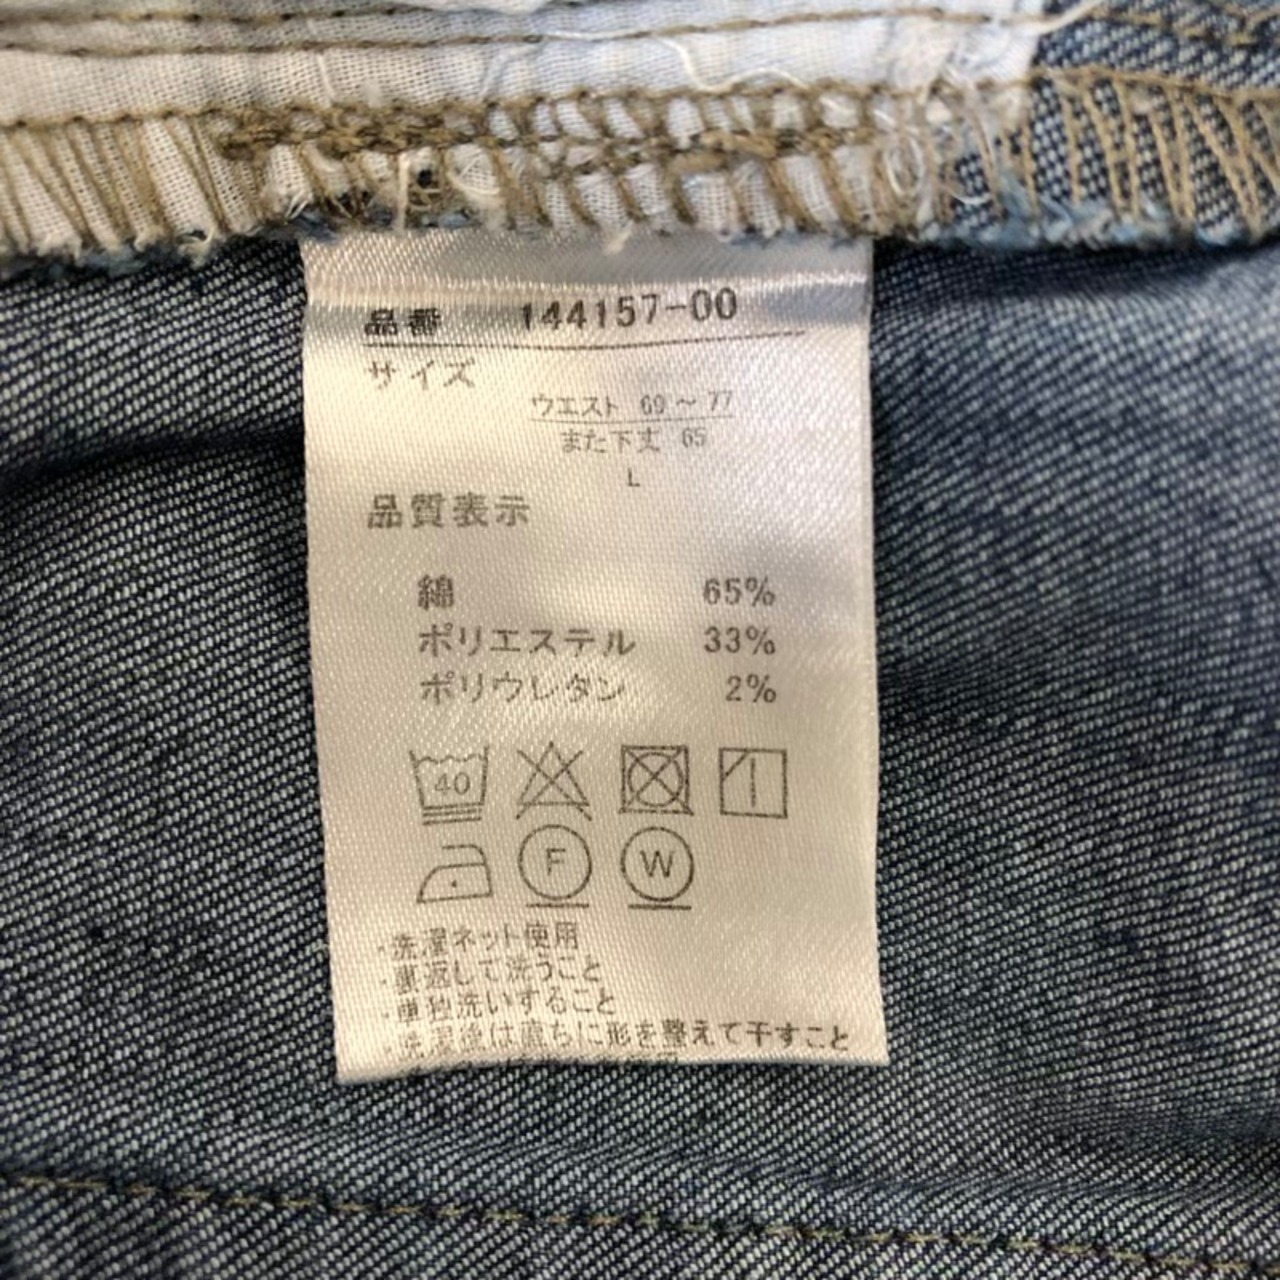 品番 144157-00
サイズ
ウエスト 69～77
また下丈 65
L
品質表示
綿 65%
ポリエステル 33%
ポリウレタン 2%
40
F W
・洗濯ネット使用
・裏返して洗うこと
・単独洗いすること
・洗濯後は直ちに形を整えて干すこと